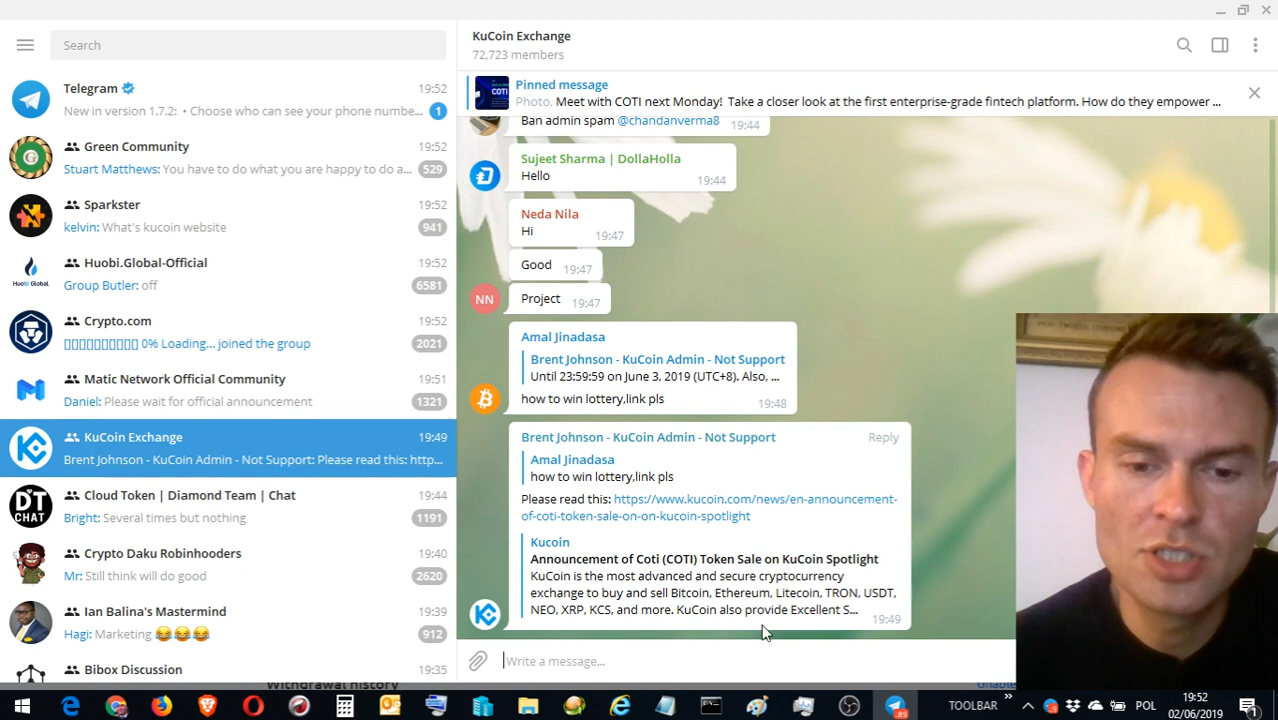 Search
KuCoin Exchange
72,723 members
Telegram
19:52
New in version 1.7.2: • Choose who can see your phone numbe...
1
Green Community
19:52
Stuart Matthews: You have to do what you are happy to do a...
529
Sparkster
19:52
kelvin: What's kucoin website
941
Huobi.Global-Official
19:52
Group Butler: off
6581
Huobi Global
Crypto.com
19:52
0% Loading... joined the group
2021
Matic Network Official Community
19:51
Daniel: Please wait for official announcement
1321
KuCoin Exchange
19:49
Brent Johnson - KuCoin Admin - Not Support: Please read this: http...
Cloud Token | Diamond Team | Chat
19:44
Bright: Several times but nothing
1191
DT
CHAT
Crypto Daku Robinhooders
19:40
Mr: Still think will do good
2620
Ian Balina's Mastermind
19:39
Hagi: Marketing 😂😂😂
912
Bibox Discussion
19:35
Pinned message
Photo. Meet with COTI next Monday! Take a closer look at the first enterprise-grade fintech platform. How do they empower ...
COTI
Ban admin spam @chandanverma8 19:44
Sujeet Sharma | DollaHolla
Hello 19:44
Neda Nila
Hi 19:47
Good 19:47
NN
Project 19:47
Amal Jinadasa
Brent Johnson - KuCoin Admin - Not Support
Until 23:59:59 on June 3, 2019 (UTC+8). Also, ...
how to win lottery,link pls 19:48
Brent Johnson - KuCoin Admin - Not Support Reply
Amal Jinadasa
how to win lottery,link pls
Please read this: https://www.kucoin.com/news/en-announcement-
of-coti-token-sale-on-on-kucoin-spotlight
Kucoin
Announcement of Coti (COTI) Token Sale on KuCoin Spotlight
KuCoin is the most advanced and secure cryptocurrency
exchange to buy and sell Bitcoin, Ethereum, Litecoin, TRON, USDT,
NEO, XRP, KCS, and more. KuCoin also provide Excellent S...
19:49
Write a message...
Withdrawal history
89
TOOLBAR
POL
19:52
02/06/2019
1